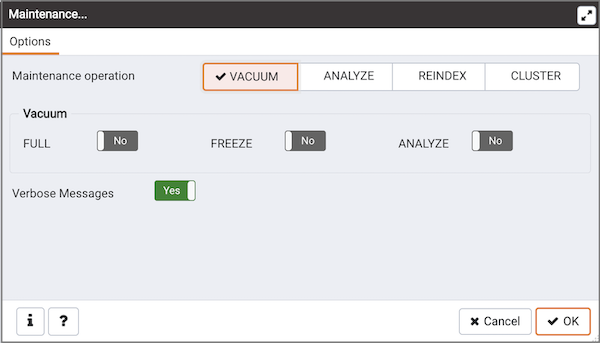 Maintenance...
Options
Maintenance operation VACUUM ANALYZE REINDEX CLUSTER
Vacuum
FULL No FREEZE No ANALYZE No
Verbose Messages Yes
i ? Cancel OK